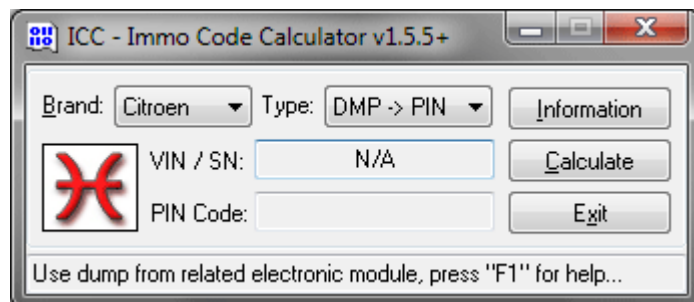 ICC - Immo Code Calculator v1.5.5+
Brand: Citroen Type: DMP -> PIN Information
VIN / SN: N/A Calculate
PIN Code: Exit
Use dump from related electronic module, press "F1" for help...